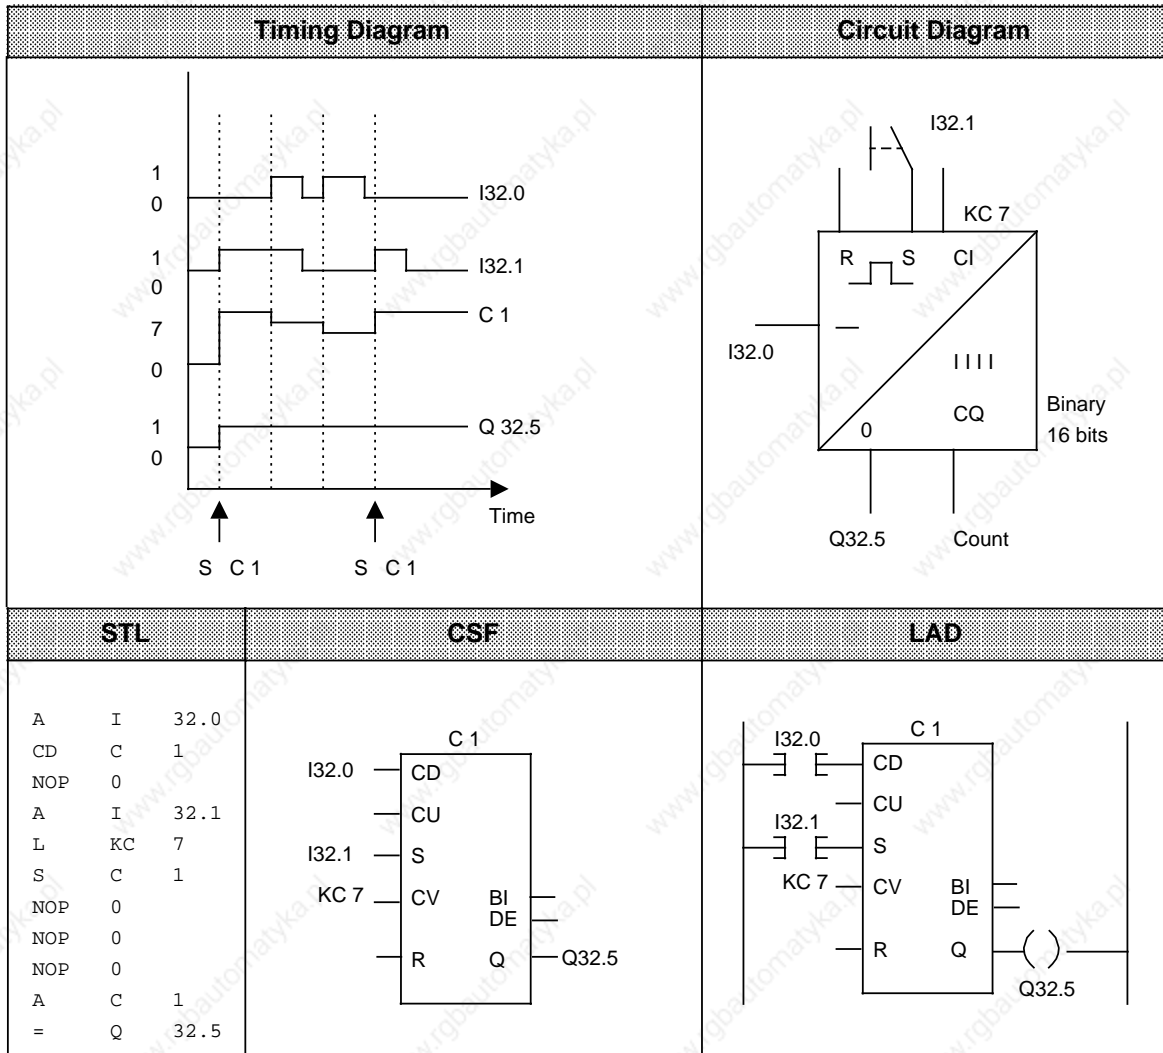 Timing Diagram
Circuit Diagram
1
0
I32.0
1
0
I32.1
7
0
C 1
1
0
Q 32.5
Time
S C 1
S C 1
I32.1
KC 7
R S CI
I32.0
I I I I
CQ
0
Binary
16 bits
Q32.5
Count
STL
CSF
LAD
A I 32.0
CD C 1
NOP 0
A I 32.1
L KC 7
S C 1
NOP 0
NOP 0
NOP 0
A C 1
= Q 32.5
C 1
I32.0 CD
CU
I32.1 S
KC 7 CV
BI
DE
R Q Q32.5
C 1
I32.0
CD
CU
I32.1
S
KC 7 CV
BI
DE
R Q
Q32.5
www.rgbautomatyka.pl